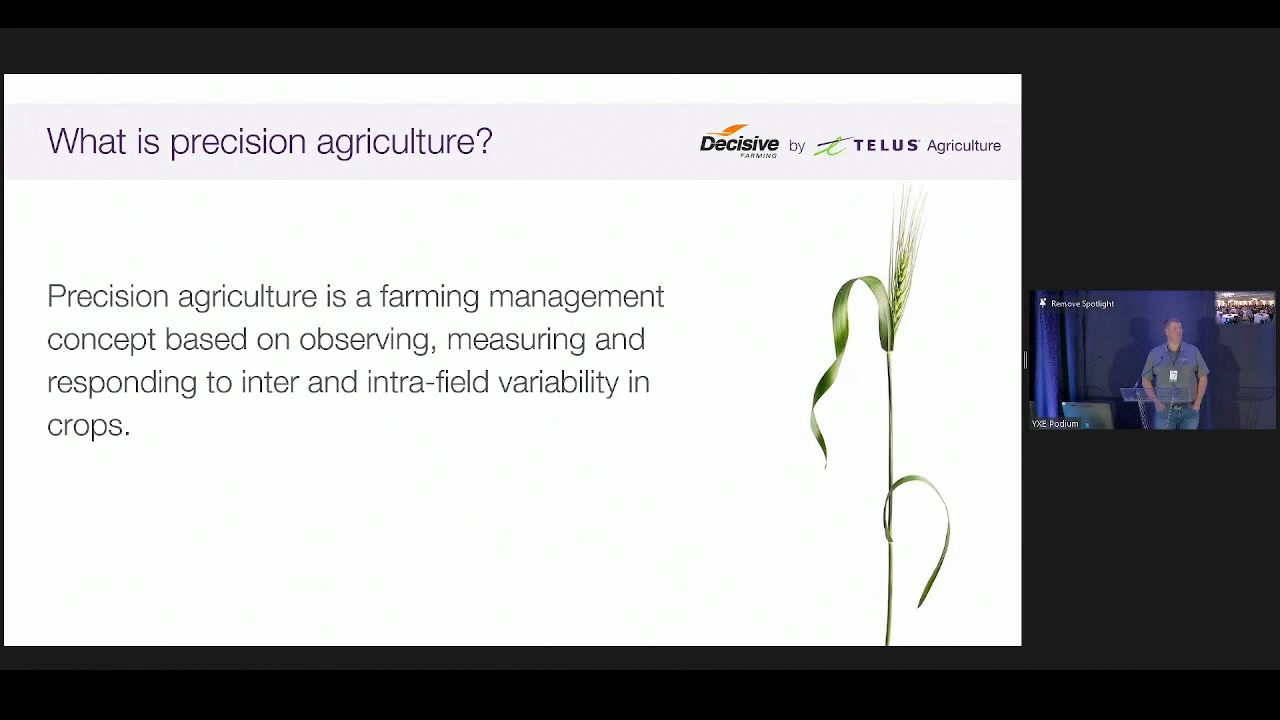 What is precision agriculture?
Decisive
FARMING
by
TELUS Agriculture
Precision agriculture is a farming management
concept based on observing, measuring and
responding to inter and intra-field variability in
crops.
Remove Spotlight
YXE Podium